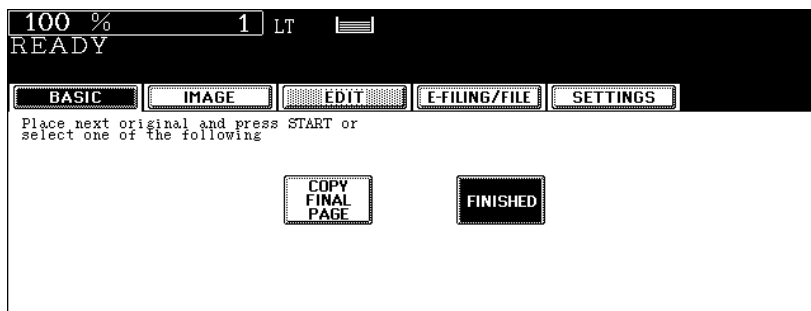 100 % 1 LT
READY
BASIC IMAGE EDIT E-FILING/FILE SETTINGS
Place next original and press START or
select one of the following
COPY
FINAL
PAGE
FINISHED